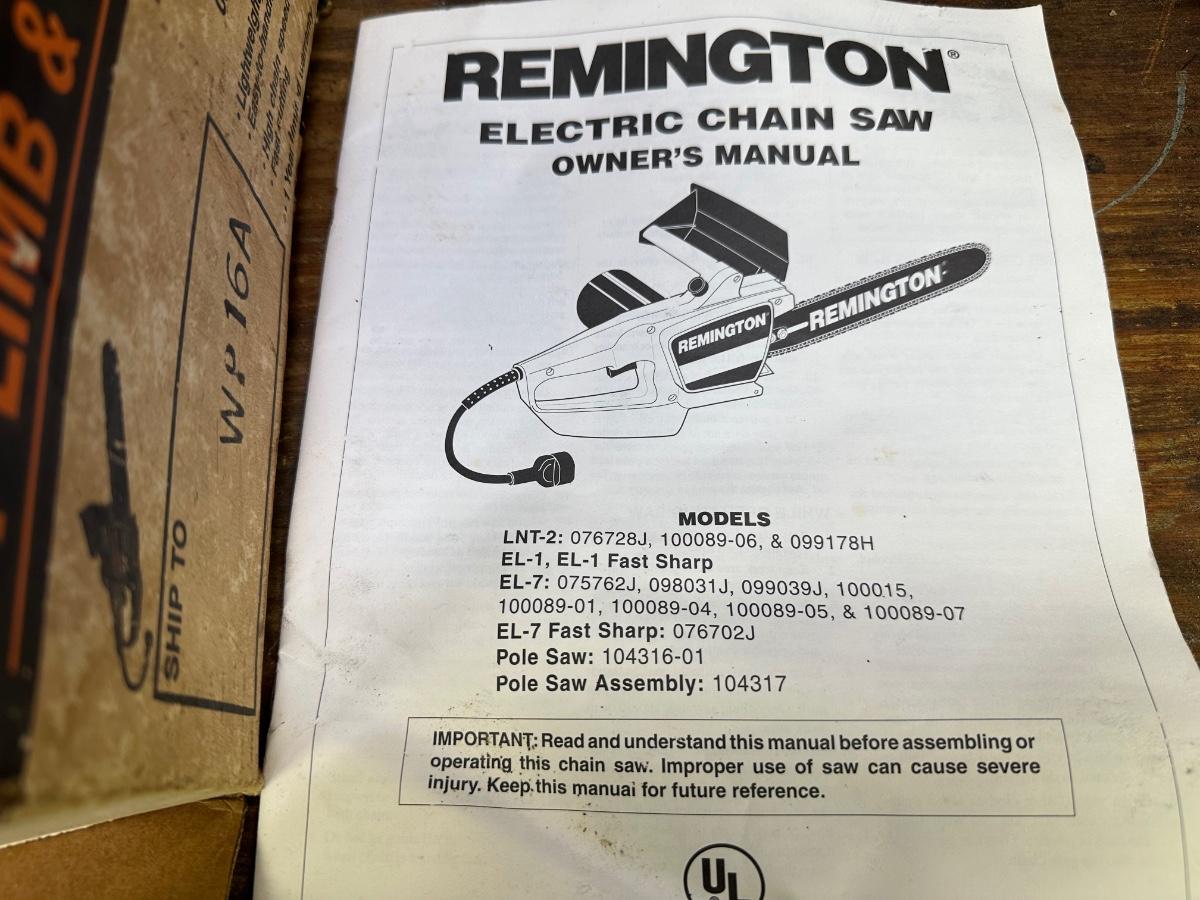 LIMB &
· Lightweight
· High chain speed
SHIP TO
WP 16A
REMINGTON®
ELECTRIC CHAIN SAW
OWNER'S MANUAL
REMINGTON
REMINGTON
MODELS
LNT-2: 076728J, 100089-06, & 099178H
EL-1, EL-1 Fast Sharp
EL-7: 075762J, 098031J, 099039J, 100015,
100089-01, 100089-04, 100089-05, & 100089-07
EL-7 Fast Sharp: 076702J
Pole Saw: 104316-01
Pole Saw Assembly: 104317
IMPORTANT: Read and understand this manual before assembling or
operating this chain saw. Improper use of saw can cause severe
injury. Keep this manual for future reference.
UL